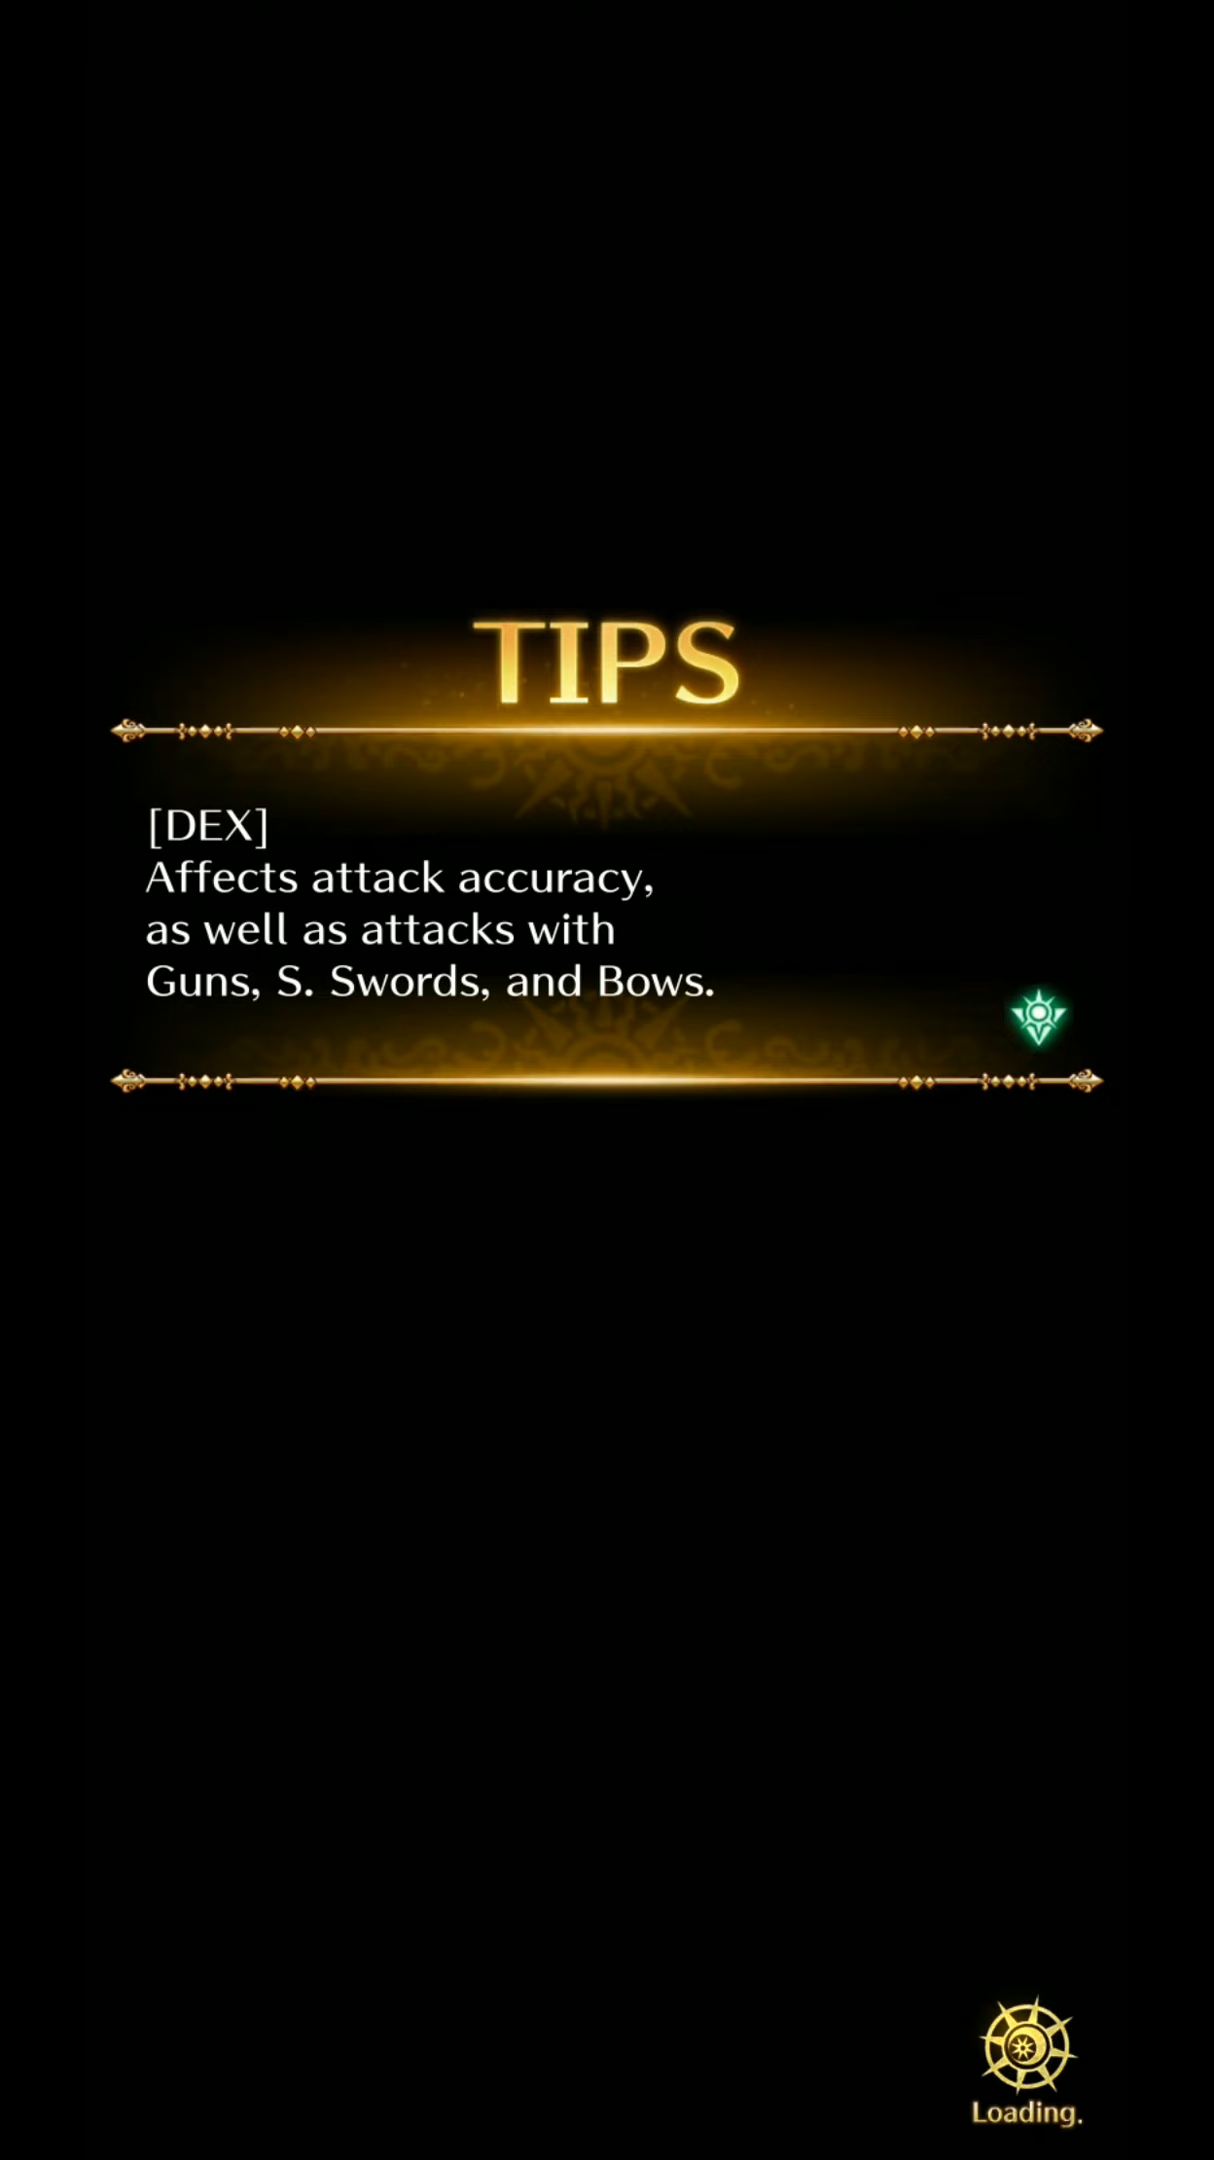 TIPS
[DEX]
Affects attack accuracy,
as well as attacks with
Guns, S. Swords, and Bows.
Loading.